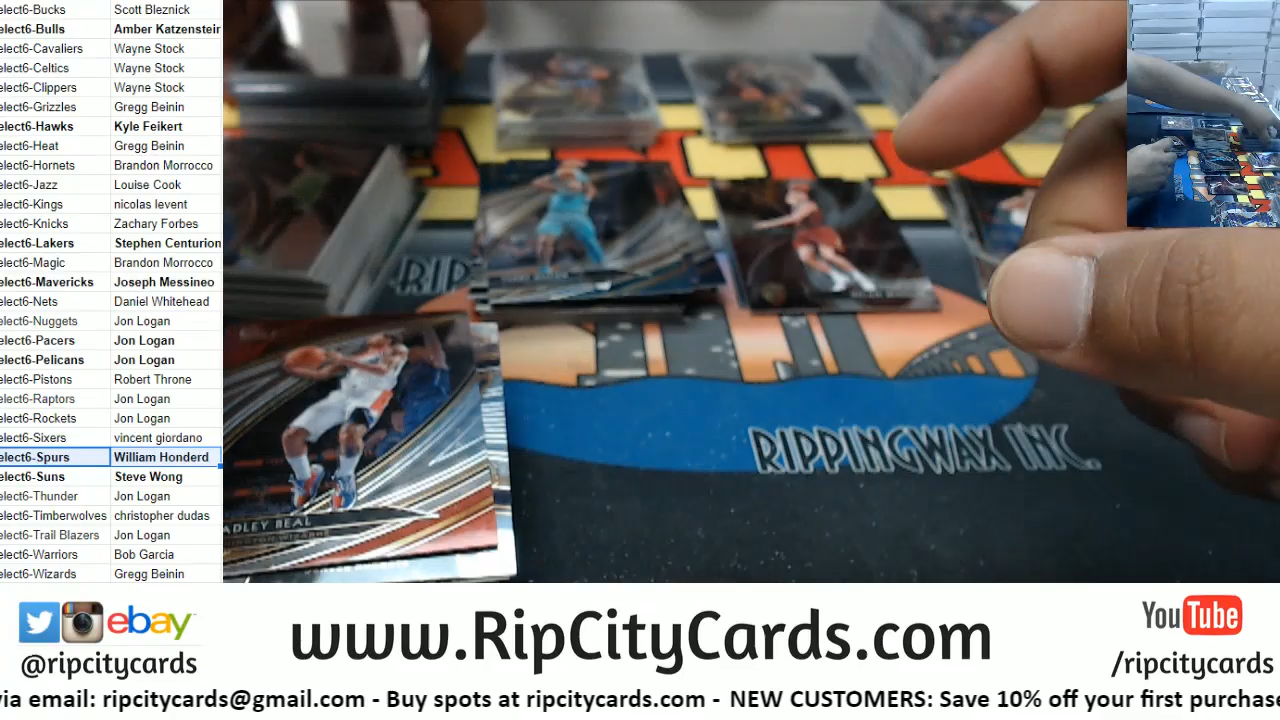 elect6-Bucks Scott Bleznick
elect6-Bulls Amber Katzenstein
elect6-Cavaliers Wayne Stock
elect6-Celtics Wayne Stock
elect6-Clippers Wayne Stock
elect6-Grizzles Gregg Beinin
elect6-Hawks Kyle Feikert
elect6-Heat Gregg Beinin
elect6-Hornets Brandon Morrocco
elect6-Jazz Louise Cook
elect6-Kings nicolas levent
elect6-Knicks Zachary Forbes
elect6-Lakers Stephen Centurion
elect6-Magic Brandon Morrocco
elect6-Mavericks Joseph Messineo
elect6-Nets Daniel Whitehead
elect6-Nuggets Jon Logan
elect6-Pacers Jon Logan
elect6-Pelicans Jon Logan
elect6-Pistons Robert Throne
elect6-Raptors Jon Logan
elect6-Rockets Jon Logan
elect6-Sixers vincent giordano
elect6-Spurs William Honderd
elect6-Suns Steve Wong
elect6-Thunder Jon Logan
elect6-Timberwolves christopher dudas
elect6-Trail Blazers Jon Logan
elect6-Warriors Bob Garcia
elect6-Wizards Gregg Beinin
RIP
RIPPINGWAX INC.
ADLEY BEAL
ebay
@ripcitycards
www.RipCityCards.com
YouTube
/ripcitycards
via email: ripcitycards@gmail.com - Buy spots at ripcitycards.com - NEW CUSTOMERS: Save 10% off your first purchase